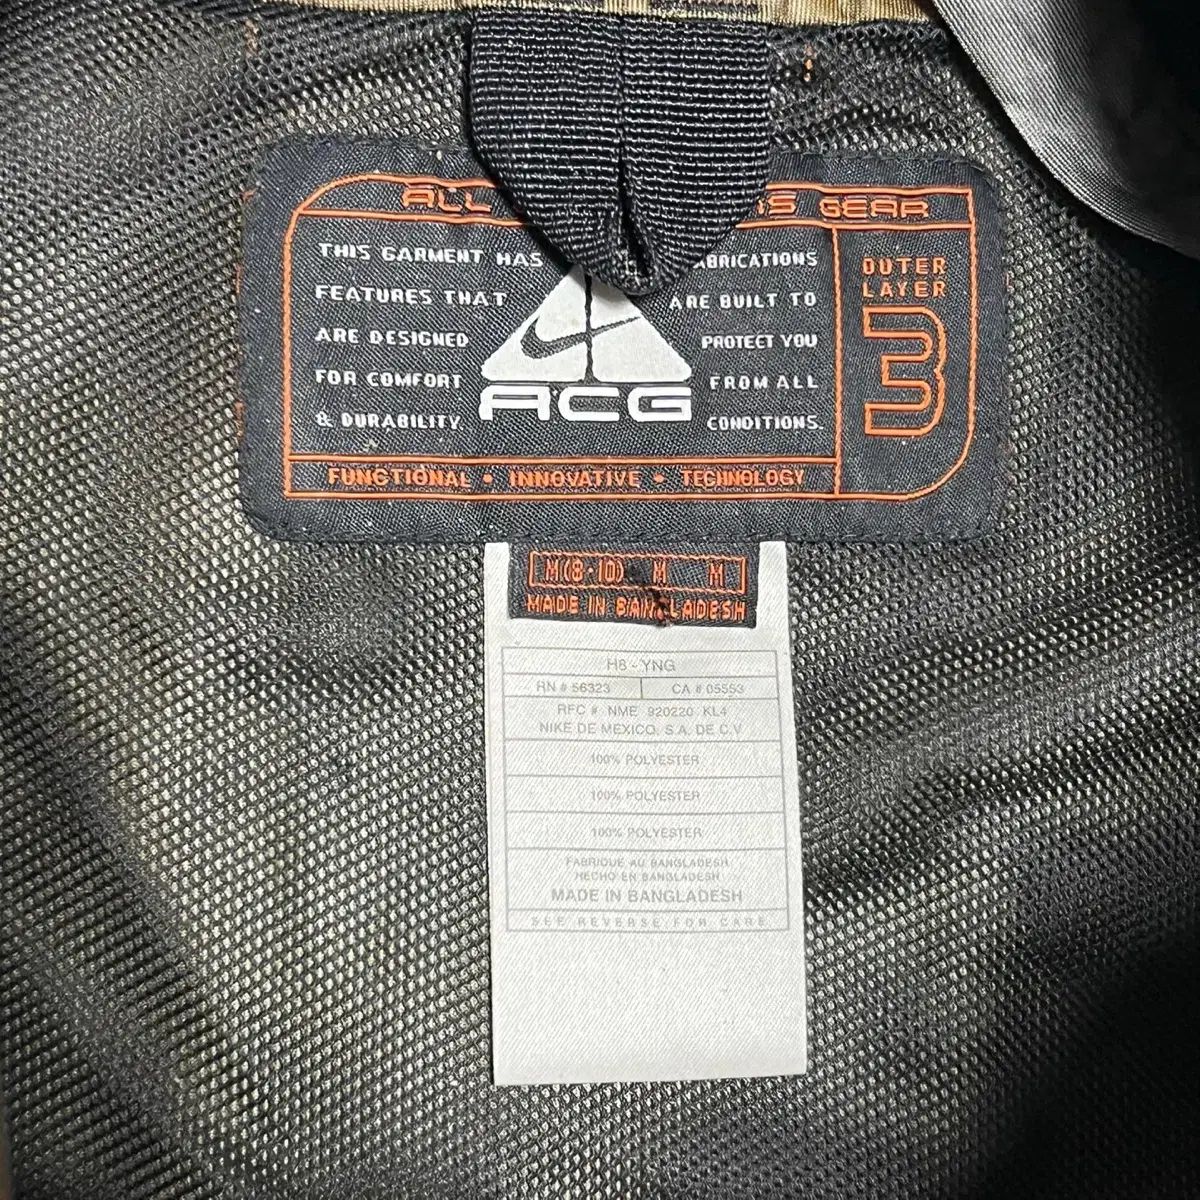 ALL
GEAR
THIS GARMENT HAS
FEATURES THAT
ARE DESIGNED
FOR COMFORT
& DURABILITY.
ACG
ARE BUILT TO
PROTECT YOU
FROM ALL
CONDITIONS.
OUTER
LAYER
3
FUNCTIONAL • INNOVATIVE • TECHNOLOGY
M(8-10) M M
MADE IN BANGLADESH
H8 - YNG
RN # 56323 CA # 05553
RFC # NME 920220 KL4
NIKE DE MEXICO, S.A. DE C.V
100% POLYESTER
100% POLYESTER
100% POLYESTER
FABRIQUE AU BANGLADESH
HECHO EN BANGLADESH
MADE IN BANGLADESH
SEE REVERSE FOR CARE